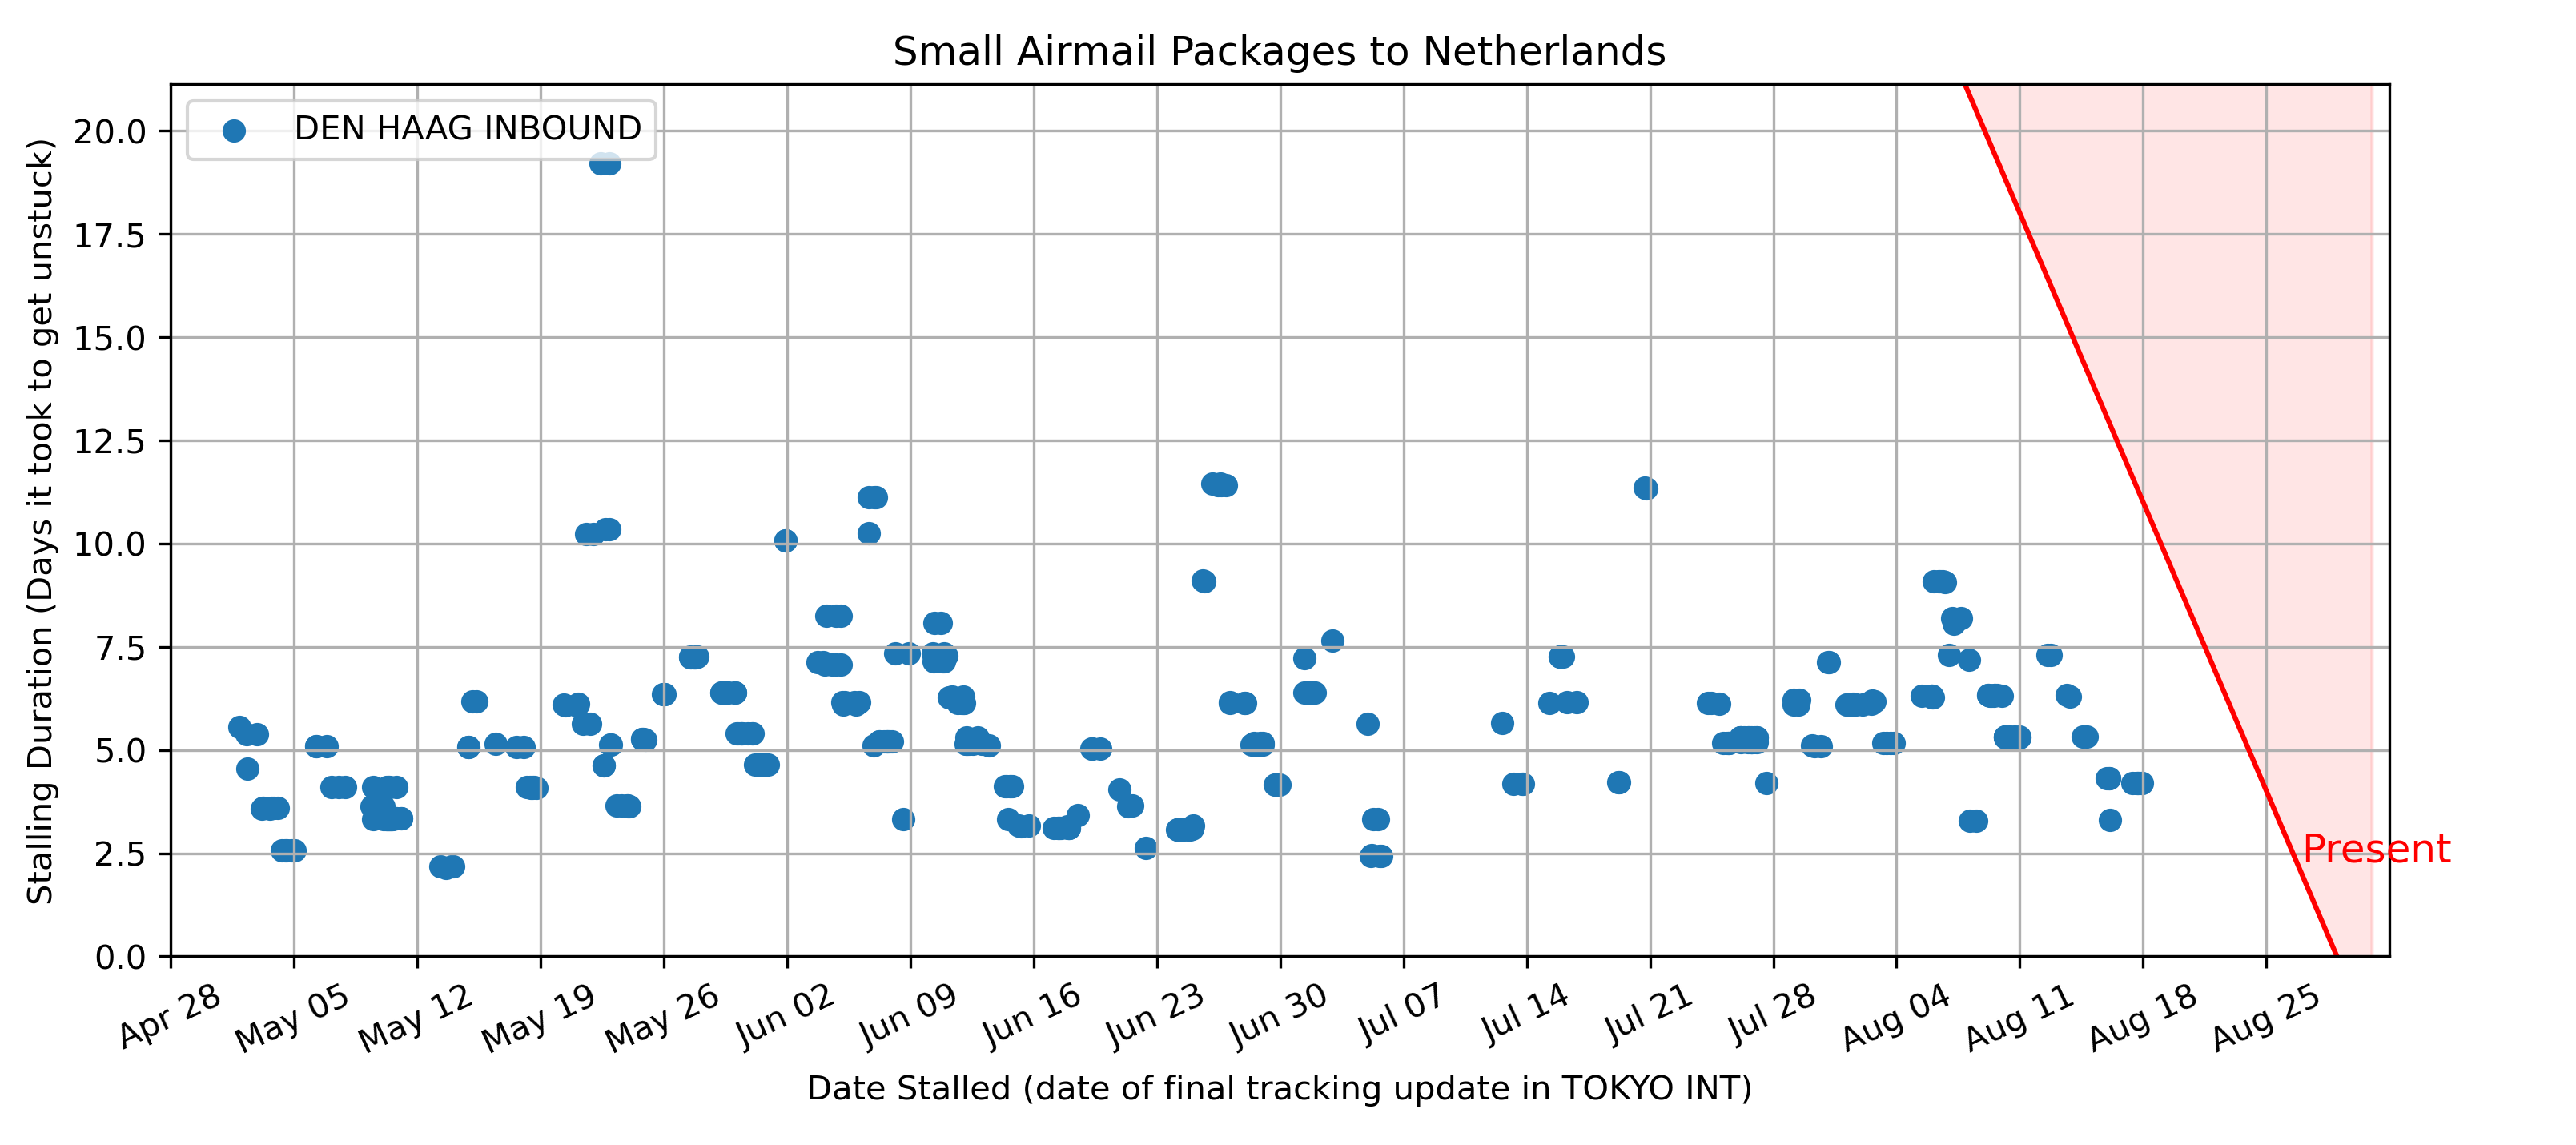 Small Airmail Packages to Netherlands
DEN HAAG INBOUND
Stalling Duration (Days it took to get unstuck)
20.0
17.5
15.0
12.5
10.0
7.5
5.0
2.5
0.0
Present
Apr 28 May 05 May 12 May 19 May 26 Jun 02 Jun 09 Jun 16 Jun 23 Jun 30 Jul 07 Jul 14 Jul 21 Jul 28 Aug 04 Aug 11 Aug 18 Aug 25
Date Stalled (date of final tracking update in TOKYO INT)